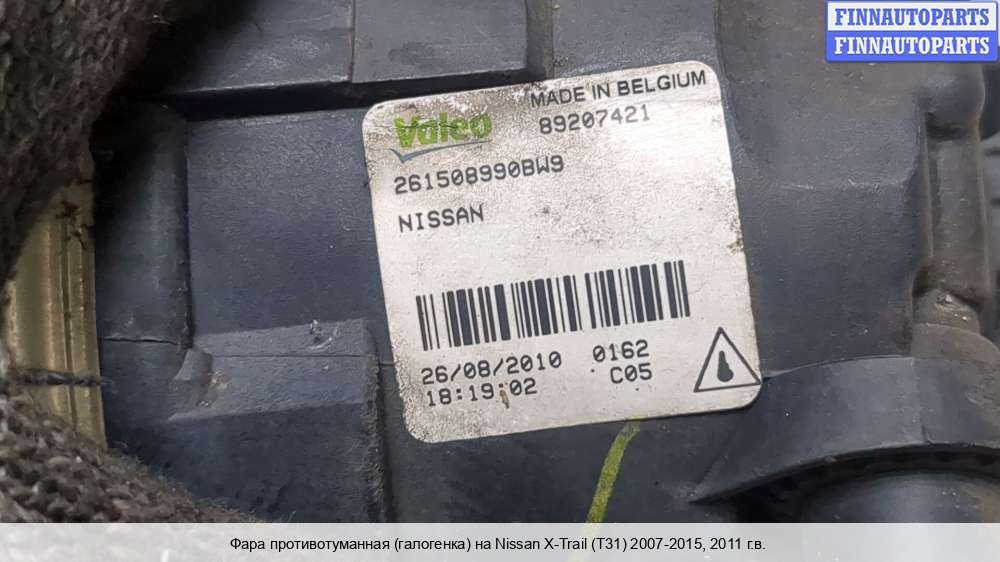 FINNAUTOPARTS
FINNAUTOPARTS
Valeo
MADE IN BELGIUM
89207421
261508990BW9
NISSAN
26/08/2010 0162
18:19:02 C05
Фара противотуманная (галогенка) на Nissan X-Trail (T31) 2007-2015, 2011 г.в.